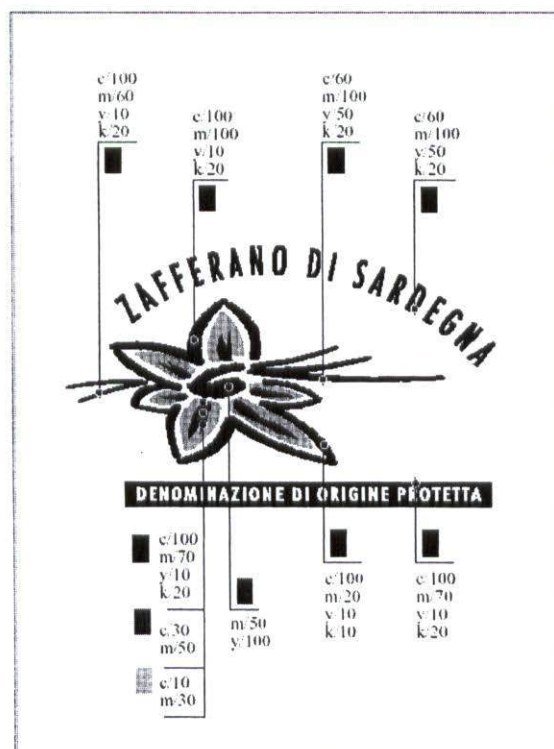 c/100
m/60
y/10
k/20
c/100
m/100
y/10
k/20
c/60
m/100
y/50
k/20
c/60
m/100
y/50
k/20
ZAFFERANO DI SARDEGNA
DENOMINAZIONE DI ORIGINE PROTETTA
c/100
m/70
y/10
k/20
c/30
m/50
c/10
m/30
m/50
y/100
c/100
m/20
y/10
k/10
c/100
m/70
y/10
k/20